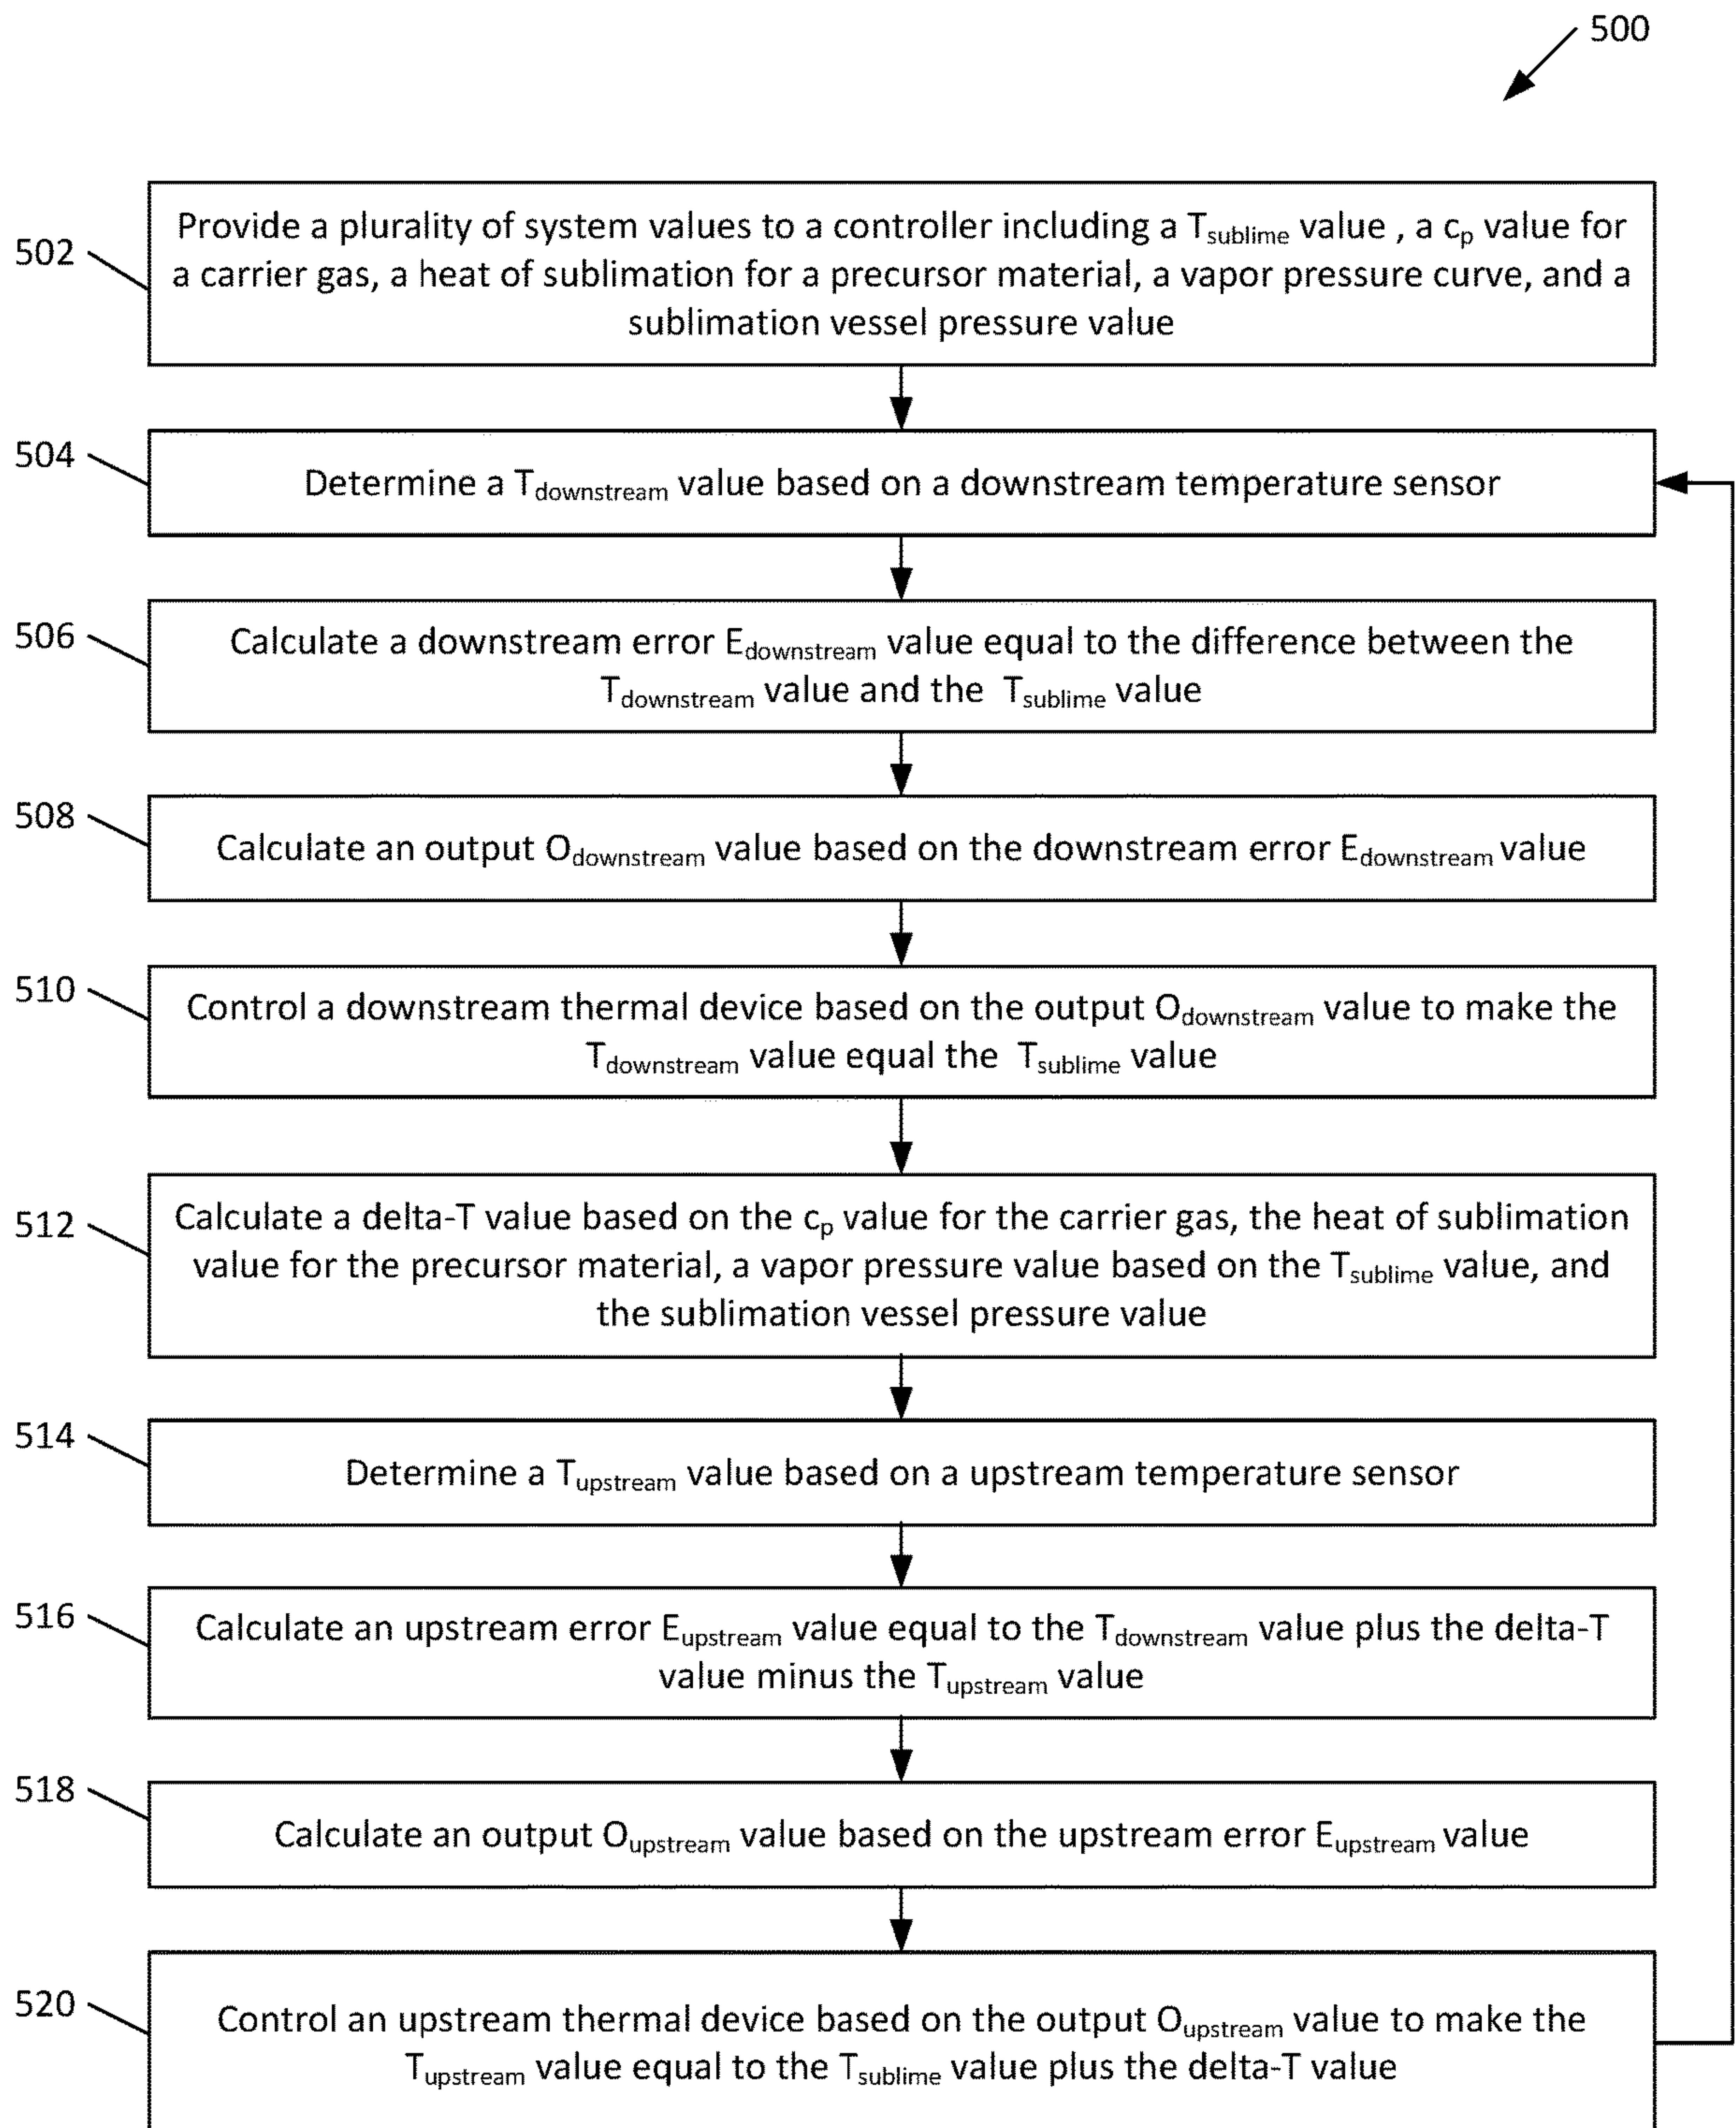 500
502
Provide a plurality of system values to a controller including a Tsublime value , a cp value for
a carrier gas, a heat of sublimation for a precursor material, a vapor pressure curve, and a
sublimation vessel pressure value
504
Determine a Tdownstream value based on a downstream temperature sensor
506
Calculate a downstream error Edownstream value equal to the difference between the
Tdownstream value and the Tsublime value
508
Calculate an output Odownstream value based on the downstream error Edownstream value
510
Control a downstream thermal device based on the output Odownstream value to make the
Tdownstream value equal the Tsublime value
512
Calculate a delta-T value based on the cp value for the carrier gas, the heat of sublimation
value for the precursor material, a vapor pressure value based on the Tsublime value, and
the sublimation vessel pressure value
514
Determine a Tupstream value based on a upstream temperature sensor
516
Calculate an upstream error Eupstream value equal to the Tdownstream value plus the delta-T
value minus the Tupstream value
518
Calculate an output Oupstream value based on the upstream error Eupstream value
520
Control an upstream thermal device based on the output Oupstream value to make the
Tupstream value equal to the Tsublime value plus the delta-T value